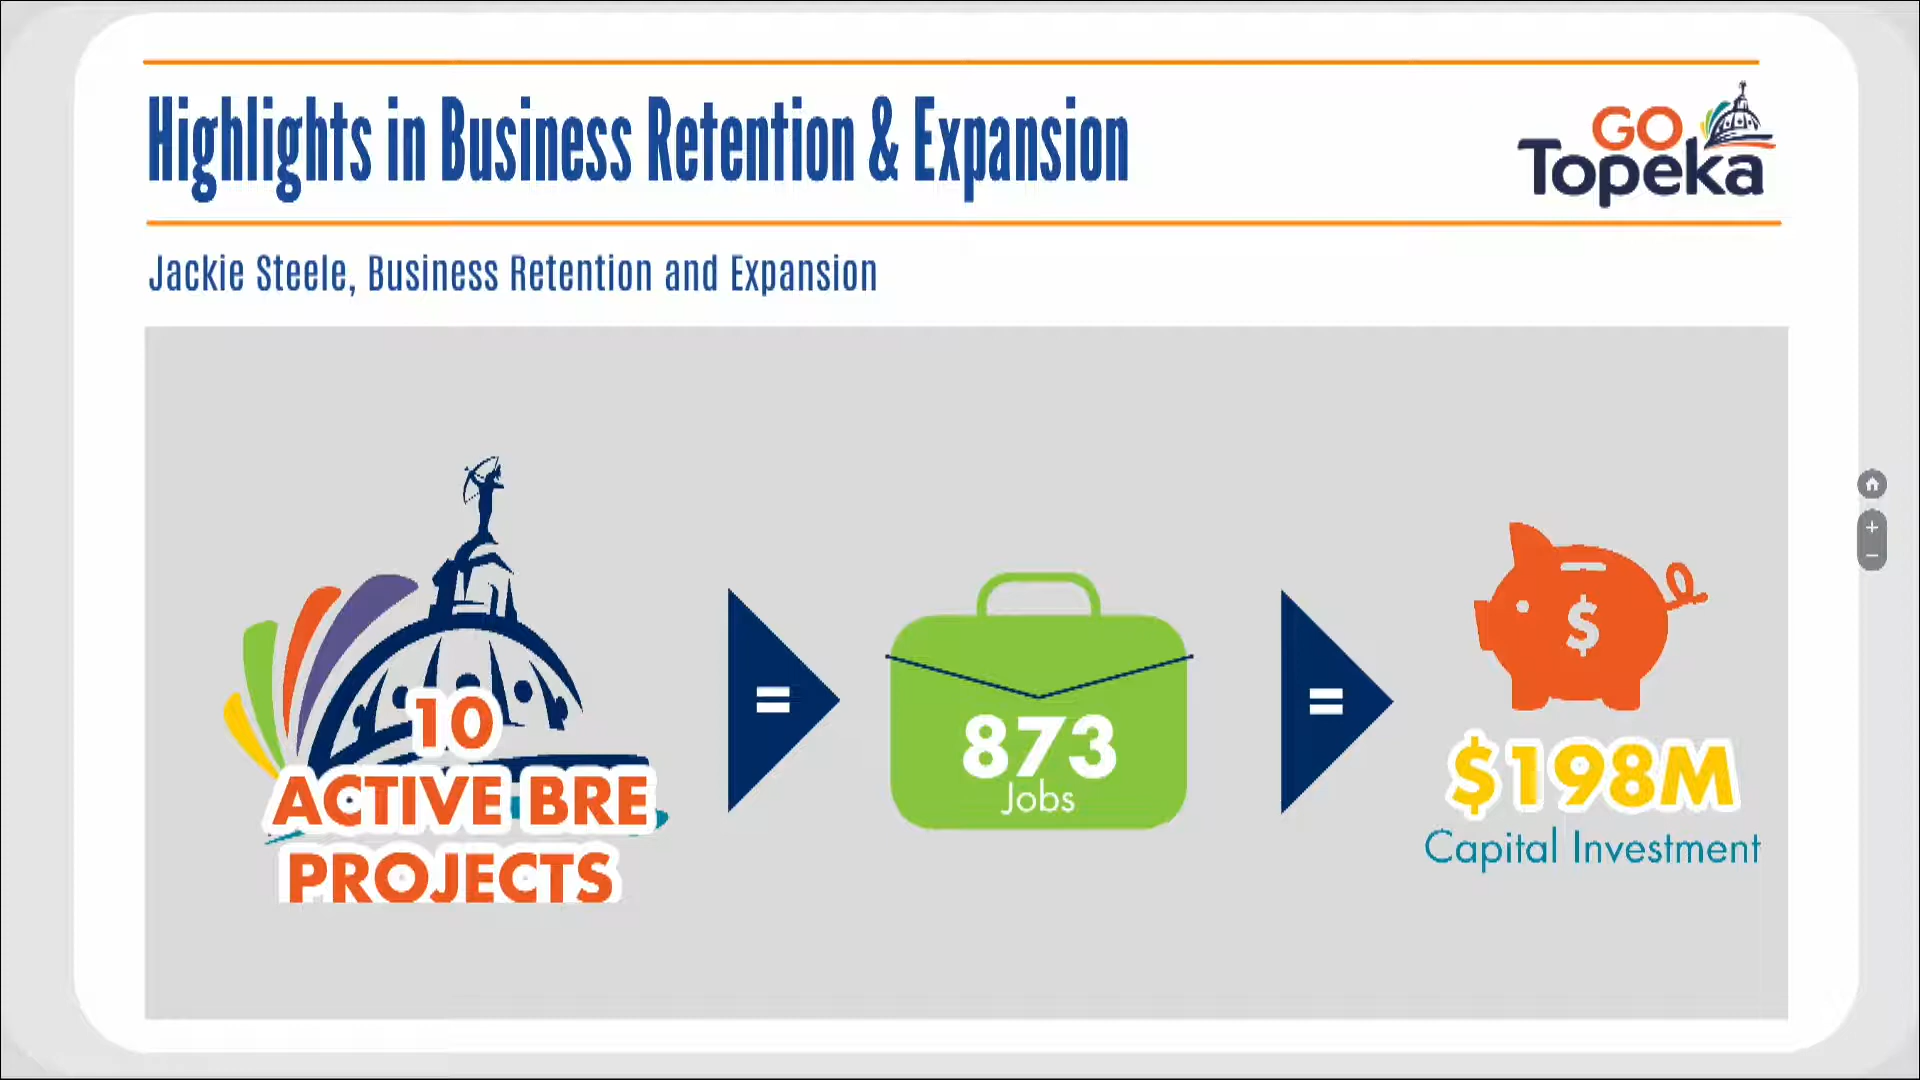 Highlights in Business Retention & Expansion
GO
Topeka
Jackie Steele, Business Retention and Expansion
10
ACTIVE BRE
PROJECTS
=
873
Jobs
=
$
$198M
Capital Investment